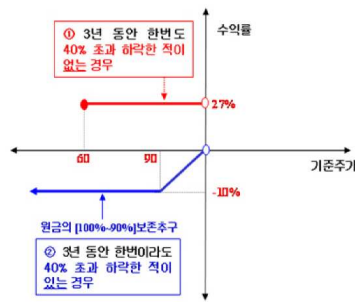 수익률
① 3년 동안 한번도
40% 초과 하락한 적이
없는 경우
27%
60
90
기준주가
-10%
원금의 [100%~90%]보존추구
② 3년 동안 한번이라도
40% 초과 하락한 적이
있는 경우